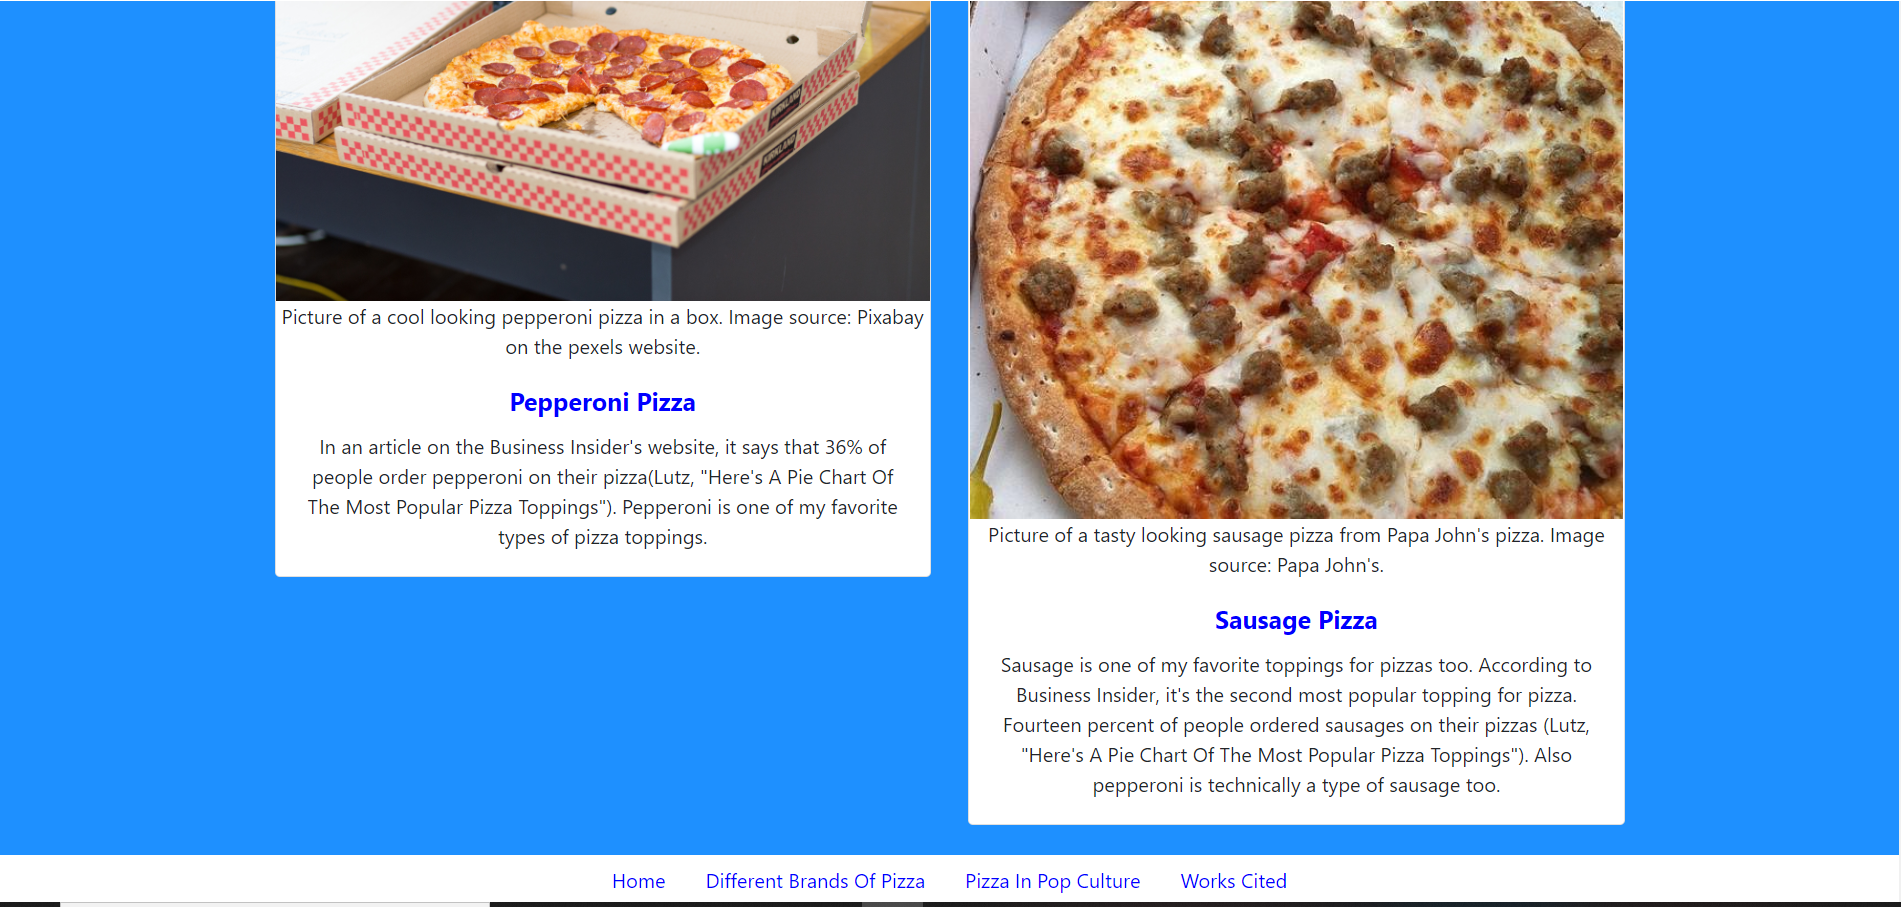 KIRKLAND
KIRKLAND
Picture of a cool looking pepperoni pizza in a box. Image source: Pixabay
on the pexels website.
Pepperoni Pizza
In an article on the Business Insider's website, it says that 36% of
people order pepperoni on their pizza(Lutz, "Here's A Pie Chart Of
The Most Popular Pizza Toppings"). Pepperoni is one of my favorite
types of pizza toppings.
Picture of a tasty looking sausage pizza from Papa John's pizza. Image
source: Papa John's.
Sausage Pizza
Sausage is one of my favorite toppings for pizzas too. According to
Business Insider, it's the second most popular topping for pizza.
Fourteen percent of people ordered sausages on their pizzas (Lutz,
"Here's A Pie Chart Of The Most Popular Pizza Toppings"). Also
pepperoni is technically a type of sausage too.
Home Different Brands Of Pizza Pizza In Pop Culture Works Cited